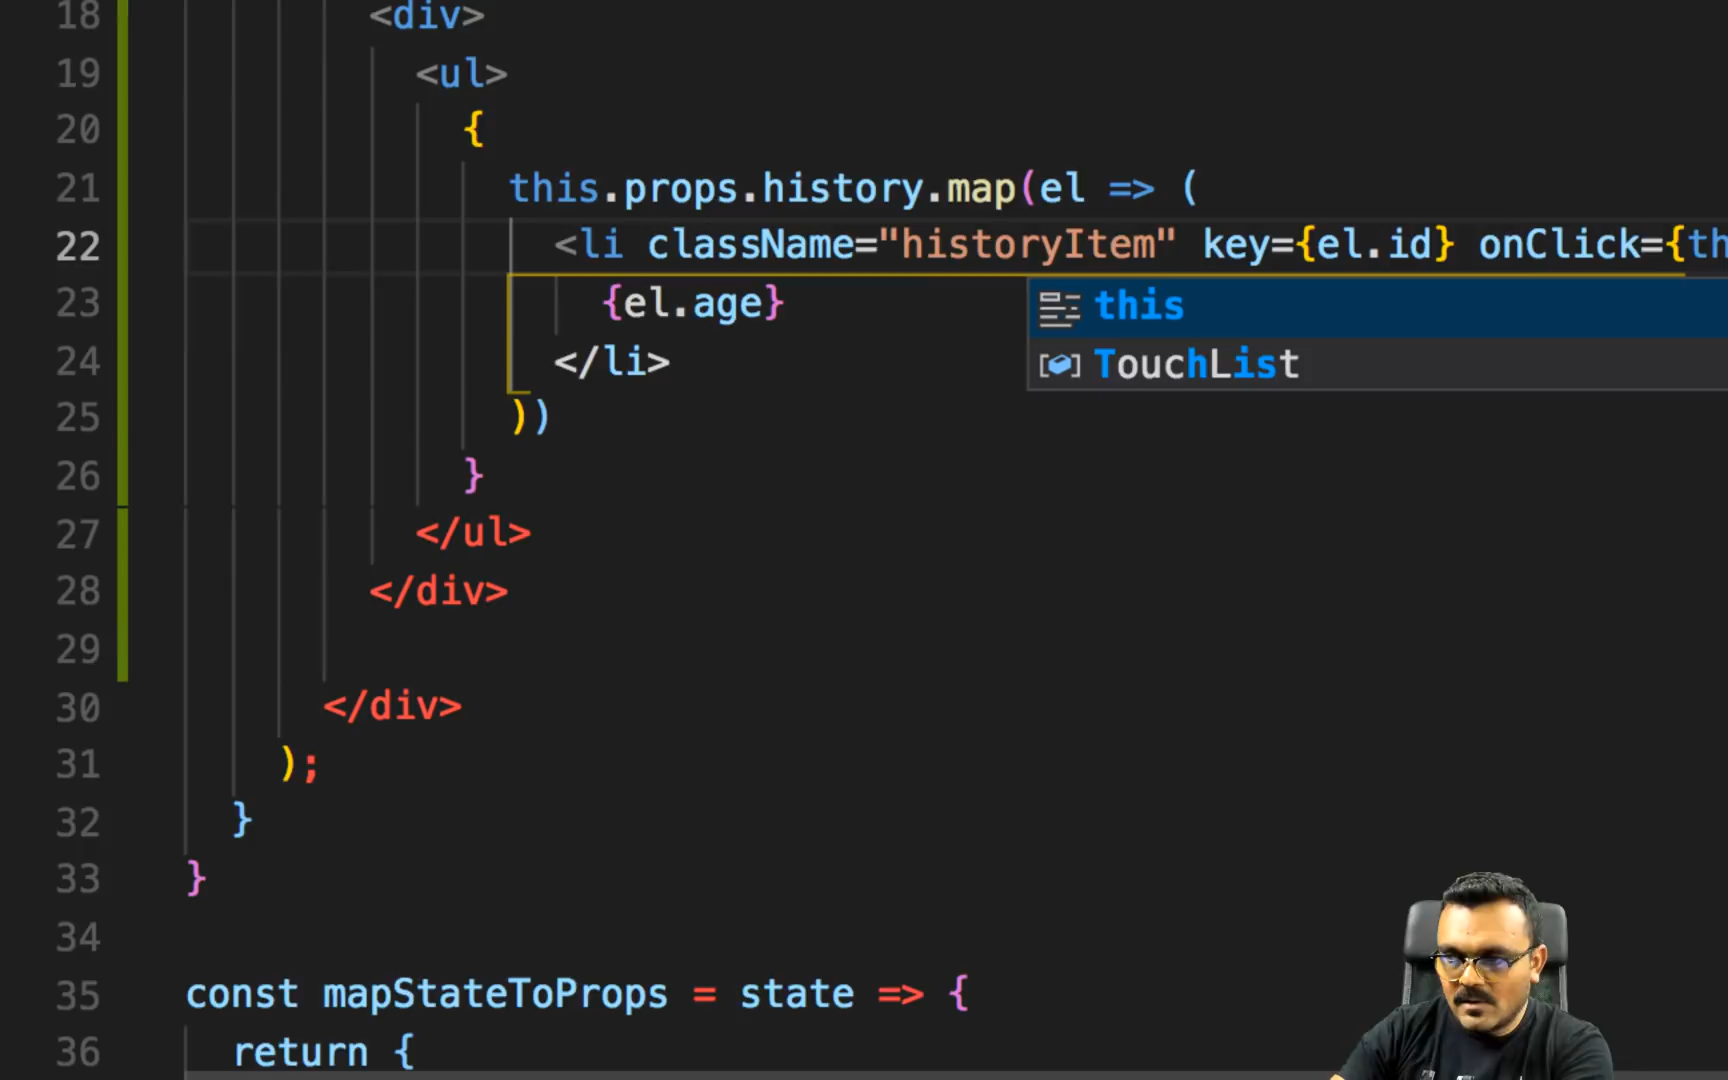 18 <div>
19 <ul>
20 {
21 this.props.history.map(el => (
22 <li className="historyItem" key={el.id} onClick={th
this
23 {el.age}
TouchList
24 </li>
25 ))
26 }
27 </ul>
28 </div>
29
30 </div>
31 );
32 }
33 }
34
35 const mapStateToProps = state => {
36 return {